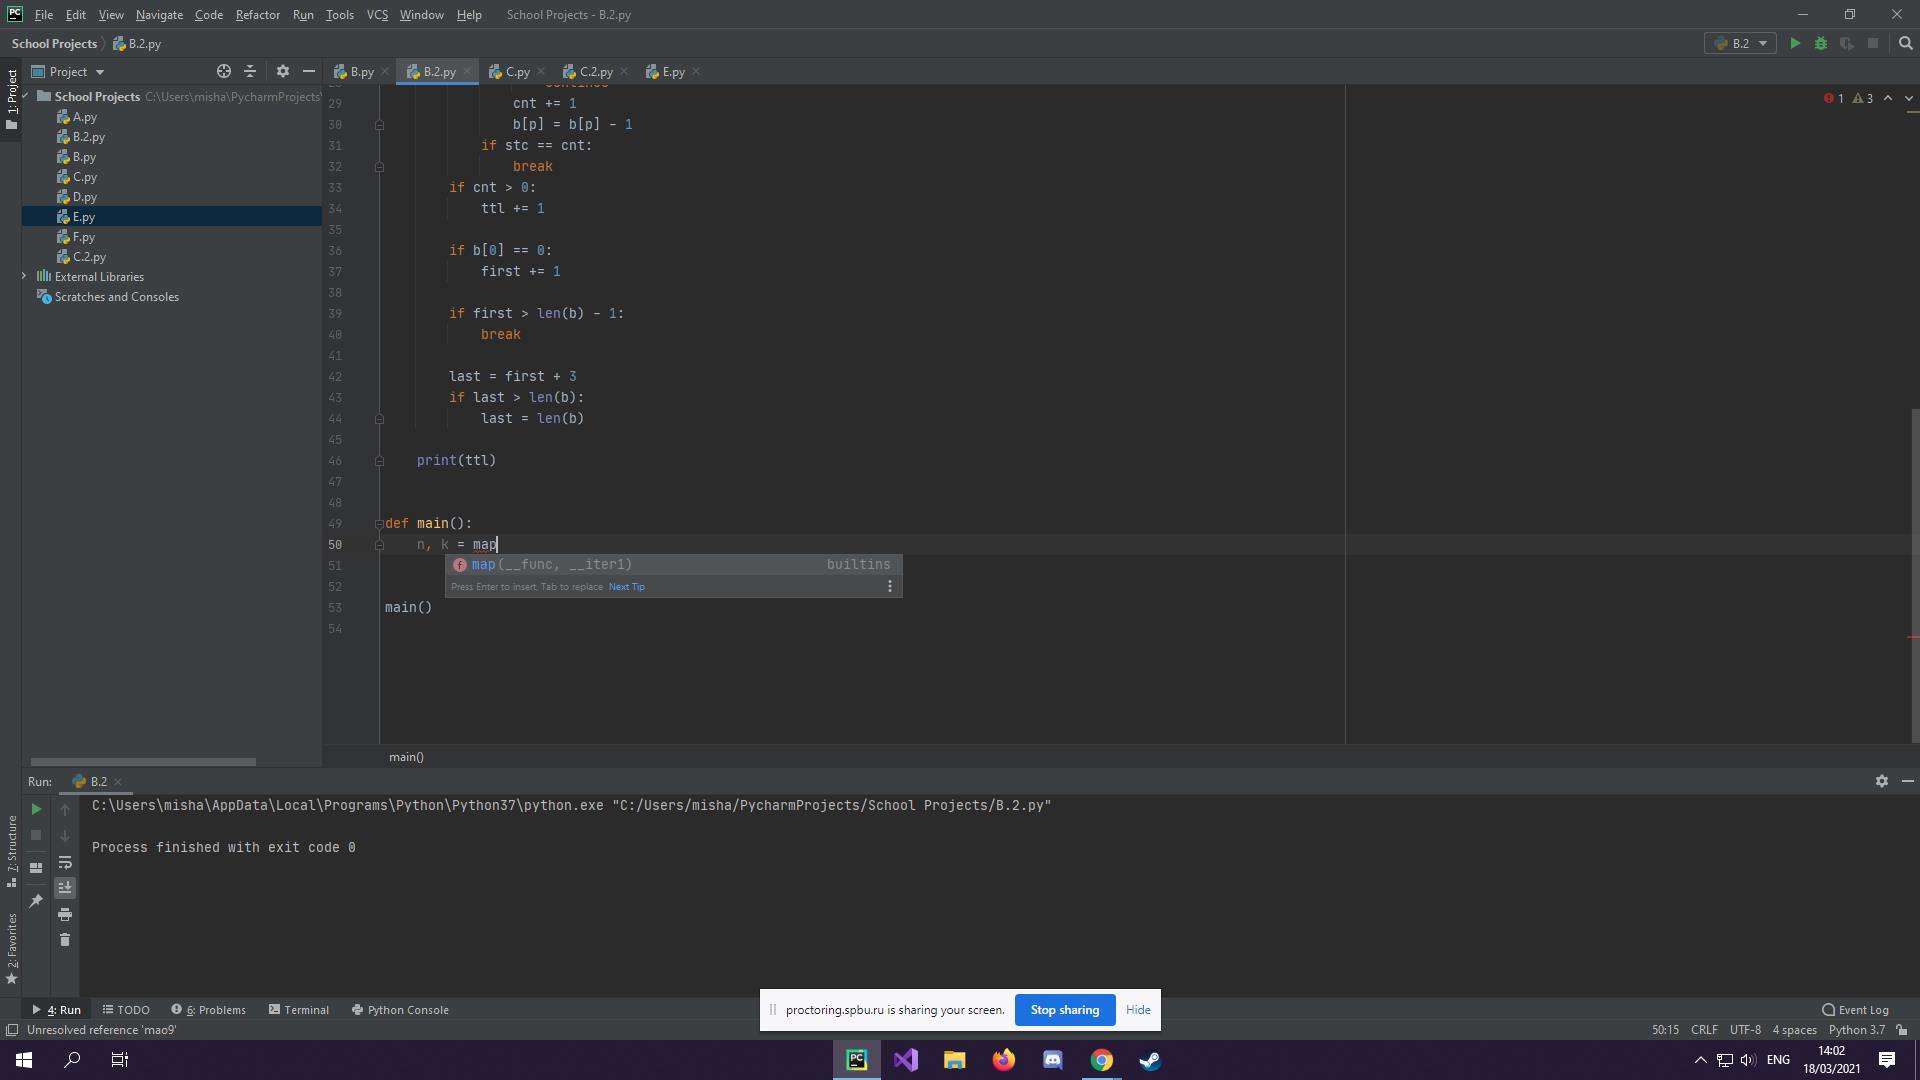 PC File Edit View Navigate Code Refactor Run Tools VCS Window Help School Projects - B.2.py
School Projects B.2.py B.2
1: Project
Project
B.py B.2.py C.py C.2.py E.py
School Projects C:\Users\misha\PycharmProjects\
A.py
B.2.py
B.py
C.py
D.py
E.py
F.py
C.2.py
External Libraries
Scratches and Consoles
1 3
29 cnt += 1
30 b[p] = b[p] - 1
31 if stc == cnt:
32 break
33 if cnt > 0:
34 ttl += 1
35
36 if b[0] == 0:
37 first += 1
38
39 if first > len(b) - 1:
40 break
41
42 last = first + 3
43 if last > len(b):
44 last = len(b)
45
46 print(ttl)
47
48
49 def main():
50 n, k = map
51 map(__func, __iter1) builtins
52 Press Enter to insert, Tab to replace Next Tip
53 main()
54
main()
Run: B.2
C:\Users\misha\AppData\Local\Programs\Python\Python37\python.exe "C:/Users/misha/PycharmProjects/School Projects/B.2.py"
Process finished with exit code 0
7: Structure
2: Favorites
proctoring.spbu.ru is sharing your screen. Stop sharing Hide
4: Run TODO 6: Problems Terminal Python Console Event Log
Unresolved reference 'mao9' 50:15 CRLF UTF-8 4 spaces Python 3.7
PC ENG 14:02
18/03/2021